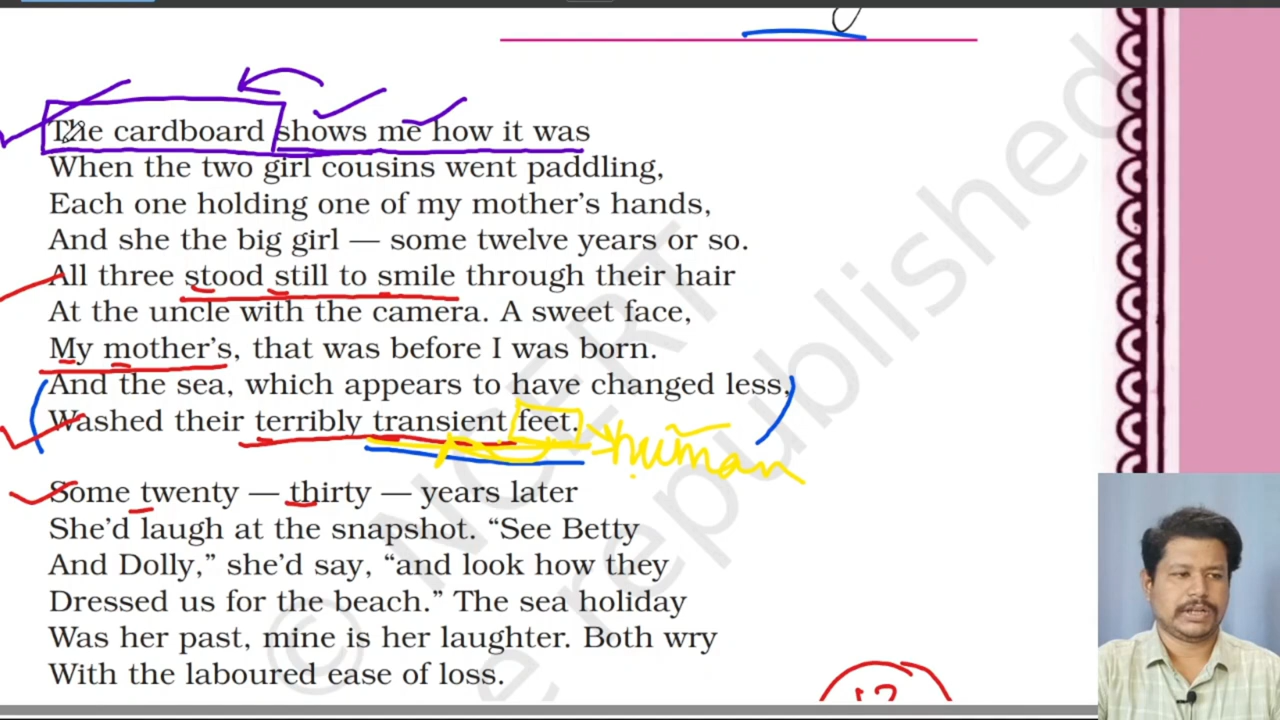 The cardboard shows me how it was
When the two girl cousins went paddling,
Each one holding one of my mother's hands,
And she the big girl — some twelve years or so.
All three stood still to smile through their hair
At the uncle with the camera. A sweet face,
My mother's, that was before I was born.
And the sea, which appears to have changed less,
Washed their terribly transient feet.
human
Some twenty — thirty — years later
She'd laugh at the snapshot. "See Betty
And Dolly," she'd say, "and look how they
Dressed us for the beach." The sea holiday
Was her past, mine is her laughter. Both wry
With the laboured ease of loss.
© NCERT
be republished